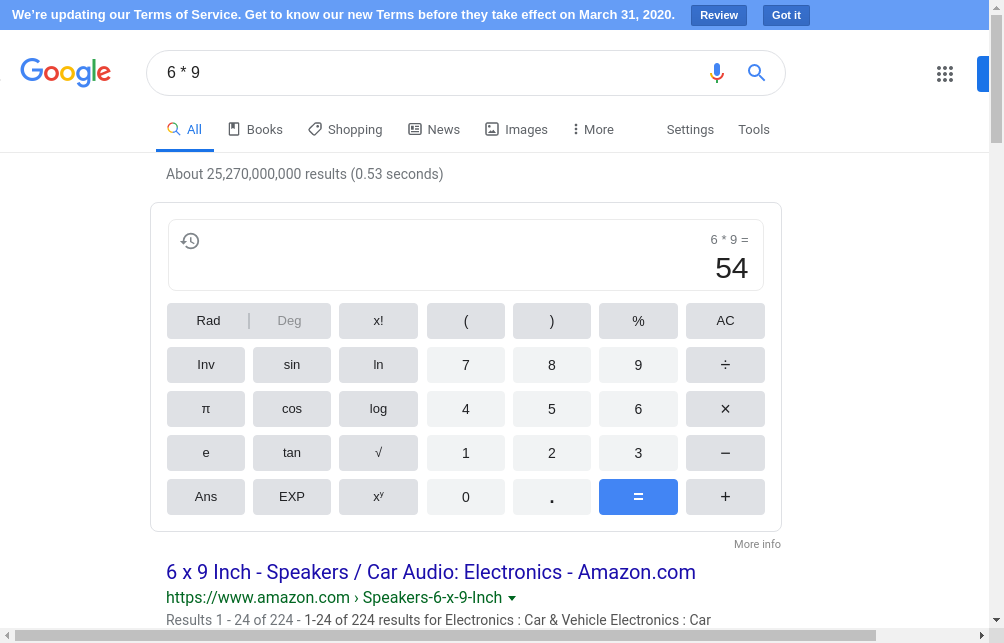 We're updating our Terms of Service. Get to know our new Terms before they take effect on March 31, 2020. Review Got it
Google 6 * 9
All Books Shopping News Images More Settings Tools
About 25,270,000,000 results (0.53 seconds)
6 * 9 =
54
Rad | Deg x! ( ) % AC
Inv sin ln 7 8 9 ÷
π cos log 4 5 6 ×
e tan √ 1 2 3 −
Ans EXP xʸ 0 . = +
More info
6 x 9 Inch - Speakers / Car Audio: Electronics - Amazon.com
https://www.amazon.com › Speakers-6-x-9-Inch
Results 1 - 24 of 224 - 1-24 of 224 results for Electronics : Car & Vehicle Electronics : Car